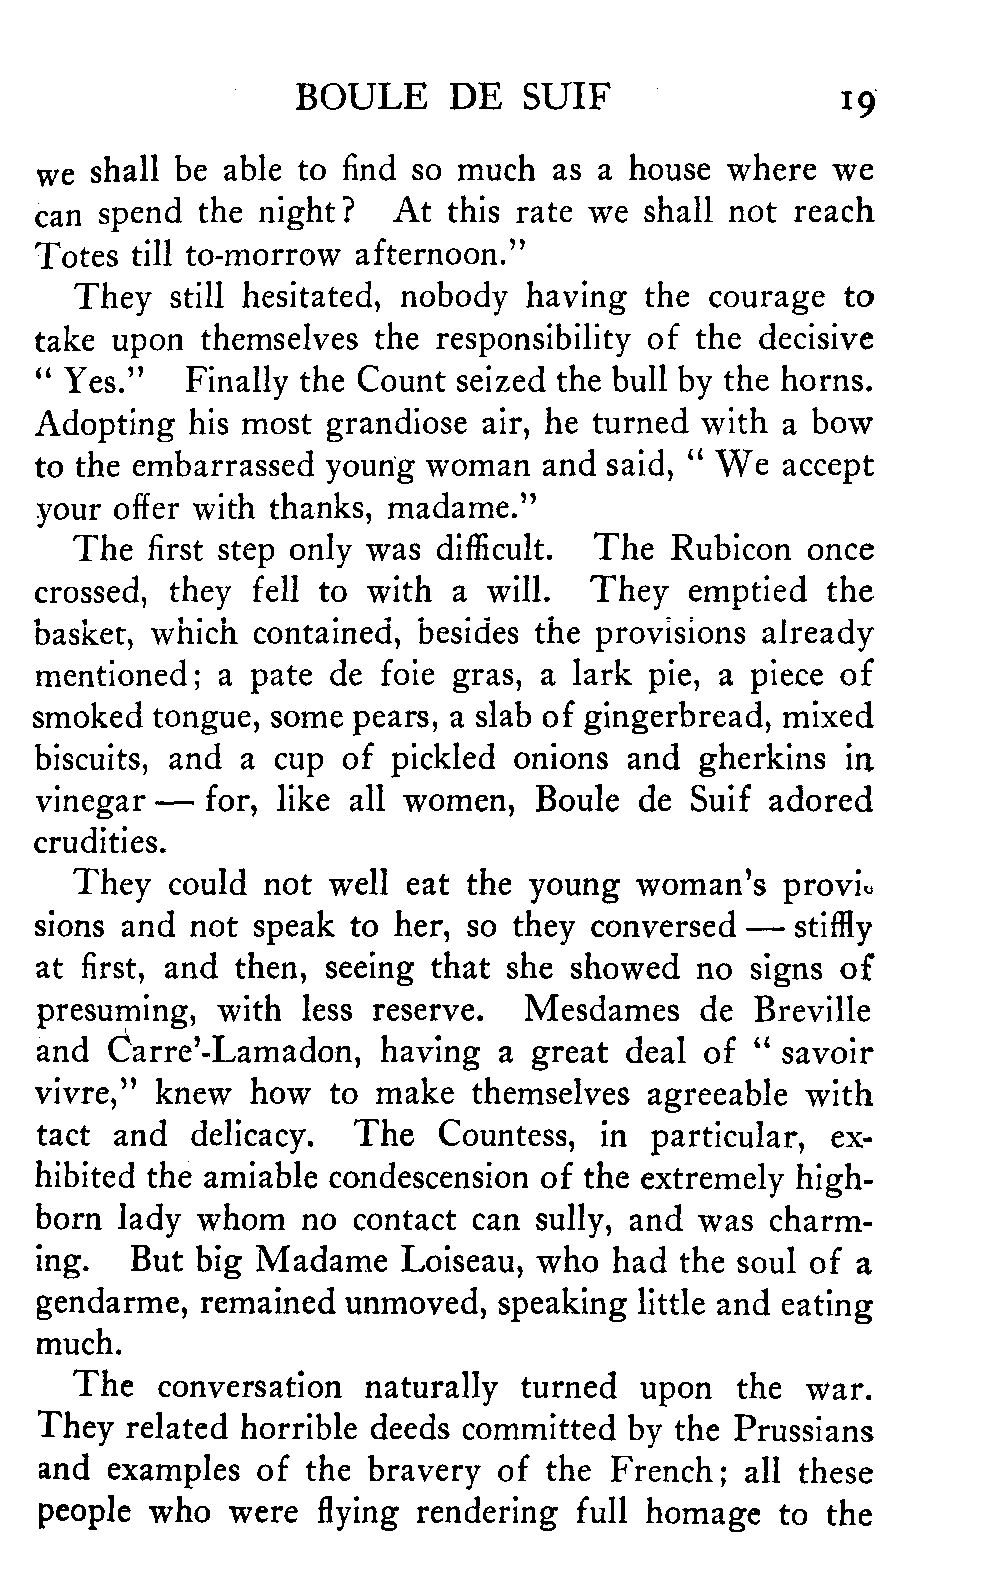 BOULE DE SUIF 19
we shall be able to find so much as a house where we
can spend the night? At this rate we shall not reach
Totes till to-morrow afternoon."
They still hesitated, nobody having the courage to
take upon themselves the responsibility of the decisive
" Yes." Finally the Count seized the bull by the horns.
Adopting his most grandiose air, he turned with a bow
to the embarrassed young woman and said, " We accept
your offer with thanks, madame."
The first step only was difficult. The Rubicon once
crossed, they fell to with a will. They emptied the
basket, which contained, besides the provisions already
mentioned; a pate de foie gras, a lark pie, a piece of
smoked tongue, some pears, a slab of gingerbread, mixed
biscuits, and a cup of pickled onions and gherkins in
vinegar — for, like all women, Boule de Suif adored
crudities.
They could not well eat the young woman's provi-
sions and not speak to her, so they conversed — stiffly
at first, and then, seeing that she showed no signs of
presuming, with less reserve. Mesdames de Breville
and Carre'-Lamadon, having a great deal of " savoir
vivre," knew how to make themselves agreeable with
tact and delicacy. The Countess, in particular, ex-
hibited the amiable condescension of the extremely high-
born lady whom no contact can sully, and was charm-
ing. But big Madame Loiseau, who had the soul of a
gendarme, remained unmoved, speaking little and eating
much.
The conversation naturally turned upon the war.
They related horrible deeds committed by the Prussians
and examples of the bravery of the French; all these
people who were flying rendering full homage to the